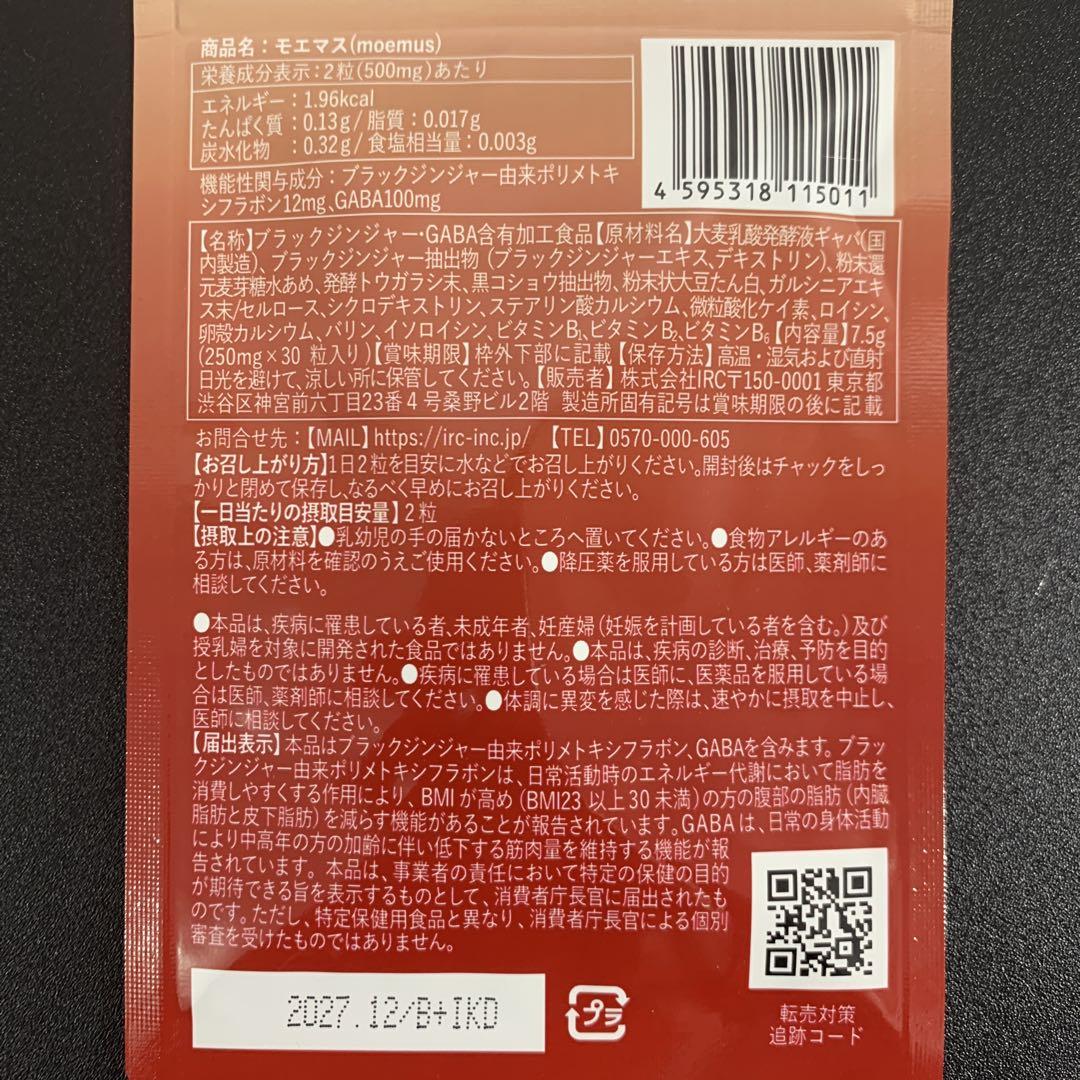 商品名：モエマス(moemus)
栄養成分表示：2粒(500mg)あたり
エネルギー：1.96kcal
たんぱく質：0.13g/脂質：0.017g
炭水化物　：0.32g/食塩相当量：0.003g
機能性関与成分：ブラックジンジャー由来ポリメトキ
シフラボン12mg、GABA100mg
4 595318 115011
【名称】ブラックジンジャー・GABA含有加工食品【原材料名】大麦乳酸発酵液ギャバ(国
内製造)、ブラックジンジャー抽出物（ブラックジンジャーエキス、デキストリン）、粉末還
元麦芽糖水あめ、発酵トウガラシ末、黒コショウ抽出物、粉末状大豆たん白、ガルシニアエキ
ス末/セルロース、シクロデキストリン、ステアリン酸カルシウム、微粒酸化ケイ素、ロイシン、
卵殻カルシウム、バリン、イソロイシン、ビタミンB₁、ビタミンB₂、ビタミンB₆【内容量】7.5g
(250mg×30 粒入り)【賞味期限】枠外下部に記載【保存方法】高温・湿気および直射
日光を避けて、涼しい所に保管してください。【販売者】株式会社IRC〒150-0001 東京都
渋谷区神宮前六丁目23番4号桑野ビル2階 製造所固有記号は賞味期限の後に記載
お問合せ先：【MAIL】https://irc-inc.jp/ 【TEL】0570-000-605
【お召し上がり方】1日2粒を目安に水などでお召し上がりください。開封後はチャックをしっ
かりと閉めて保存し、なるべく早めにお召し上がりください。
【一日当たりの摂取目安量】2粒
【摂取上の注意】●乳幼児の手の届かないところへ置いてください。●食物アレルギーのあ
る方は、原材料を確認のうえご使用ください。●降圧薬を服用している方は医師、薬剤師に
相談してください。
●本品は、疾病に罹患している者、未成年者、妊産婦（妊娠を計画している者を含む。）及び
授乳婦を対象に開発された食品ではありません。●本品は、疾病の診断、治療、予防を目的
としたものではありません。●疾病に罹患している場合は医師に、医薬品を服用している場
合は医師、薬剤師に相談してください。●体調に異変を感じた際は、速やかに摂取を中止し、
医師に相談してください。
【届出表示】本品はブラックジンジャー由来ポリメトキシフラボン、GABAを含みます。ブラッ
クジンジャー由来ポリメトキシフラボンは、日常活動時のエネルギー代謝において脂肪を
消費しやすくする作用により、BMIが高め（BMI23 以上30 未満）の方の腹部の脂肪（内臓
脂肪と皮下脂肪）を減らす機能があることが報告されています。GABAは、日常の身体活動
により中高年の方の加齢に伴い低下する筋肉量を維持する機能が報
告されています。本品は、事業者の責任において特定の保健の目的
が期待できる旨を表示するものとして、消費者庁長官に届出されたも
のです。ただし、特定保健用食品と異なり、消費者庁長官による個別
審査を受けたものではありません。
2027.12/B+IKD
プラ
転売対策
追跡コード